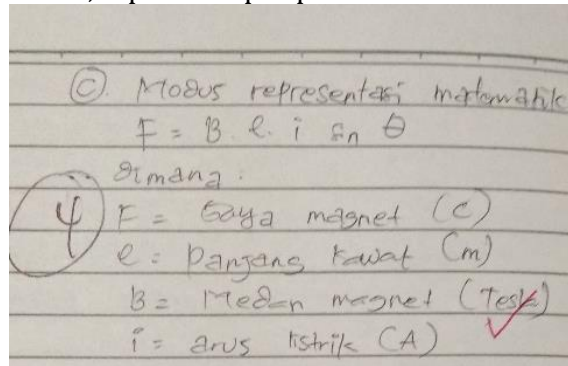 Ⓒ. Modus representasi matematik
F = B. l. i sin θ
dimana :
4
F = Gaya magnet (C)
l = Panjang kawat (m)
B = Medan magnet (Tesla)
i = arus listrik (A)